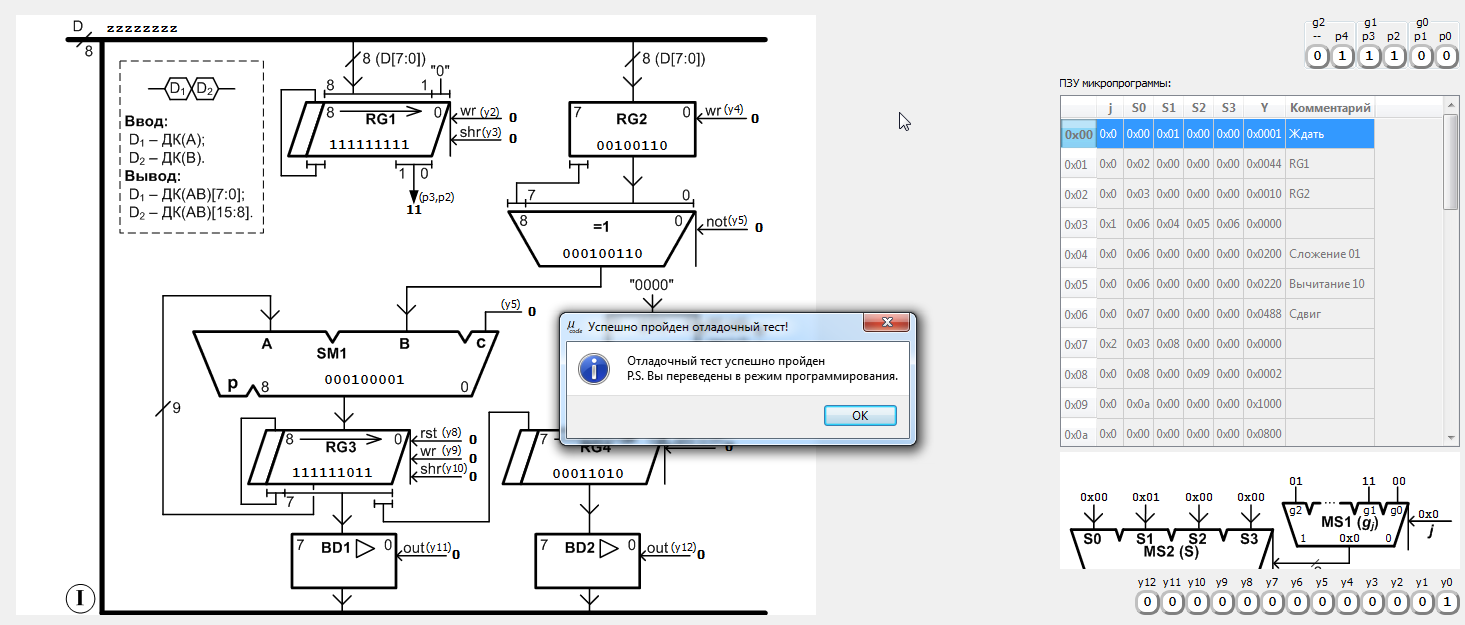 D zzzzzzzz
8
8 (D[7:0])
8 (D[7:0])
D1 D2
Ввод:
D1 – ДК(A);
D2 – ДК(B).
Вывод:
D1 – ДК(AB)[7:0];
D2 – ДК(AB)[15:8].
8 1 "0"
8 0
RG1
111111111
wr (y2) 0
shr(y3) 0
1 0
(p3,p2)
11
7 0
RG2
00100110
wr (y4) 0
7 0
8 0
=1
000100110
not(y5) 0
"0000"
(y5) 0
A B c
SM1
000100001
p 8 0
9
8 0
RG3
111111011
rst (y8) 0
wr (y9) 0
shr(y10) 0
7
7
RG4
00011010
0
7 BD1 0
out(y11) 0
7 BD2 0
out(y12) 0
I
μcode Успешно пройден отладочный тест!
Отладочный тест успешно пройден
P.S. Вы переведены в режим программирования.
OK
g2 g1 g0
-- p4 p3 p2 p1 p0
0 1 1 1 0 0
ПЗУ микропрограммы:
j S0 S1 S2 S3 Y Комментарий
0x00 0x0 0x00 0x01 0x00 0x00 0x0001 Ждать
0x01 0x0 0x02 0x00 0x00 0x00 0x0044 RG1
0x02 0x0 0x03 0x00 0x00 0x00 0x0010 RG2
0x03 0x1 0x06 0x04 0x05 0x06 0x0000
0x04 0x0 0x06 0x00 0x00 0x00 0x0200 Сложение 01
0x05 0x0 0x06 0x00 0x00 0x00 0x0220 Вычитание 10
0x06 0x0 0x07 0x00 0x00 0x00 0x0488 Сдвиг
0x07 0x2 0x03 0x08 0x00 0x00 0x0000
0x08 0x0 0x08 0x00 0x09 0x00 0x0002
0x09 0x0 0x0a 0x00 0x00 0x00 0x1000
0x0a 0x0 0x00 0x00 0x00 0x00 0x0800
0x00 0x01 0x00 0x00
S0 S1 S2 S3
MS2 (S)
01 11 00
g2 ... g1 g0
MS1 (gj)
1 0x0 0
0x0
j
y12 y11 y10 y9 y8 y7 y6 y5 y4 y3 y2 y1 y0
0 0 0 0 0 0 0 0 0 0 0 0 1